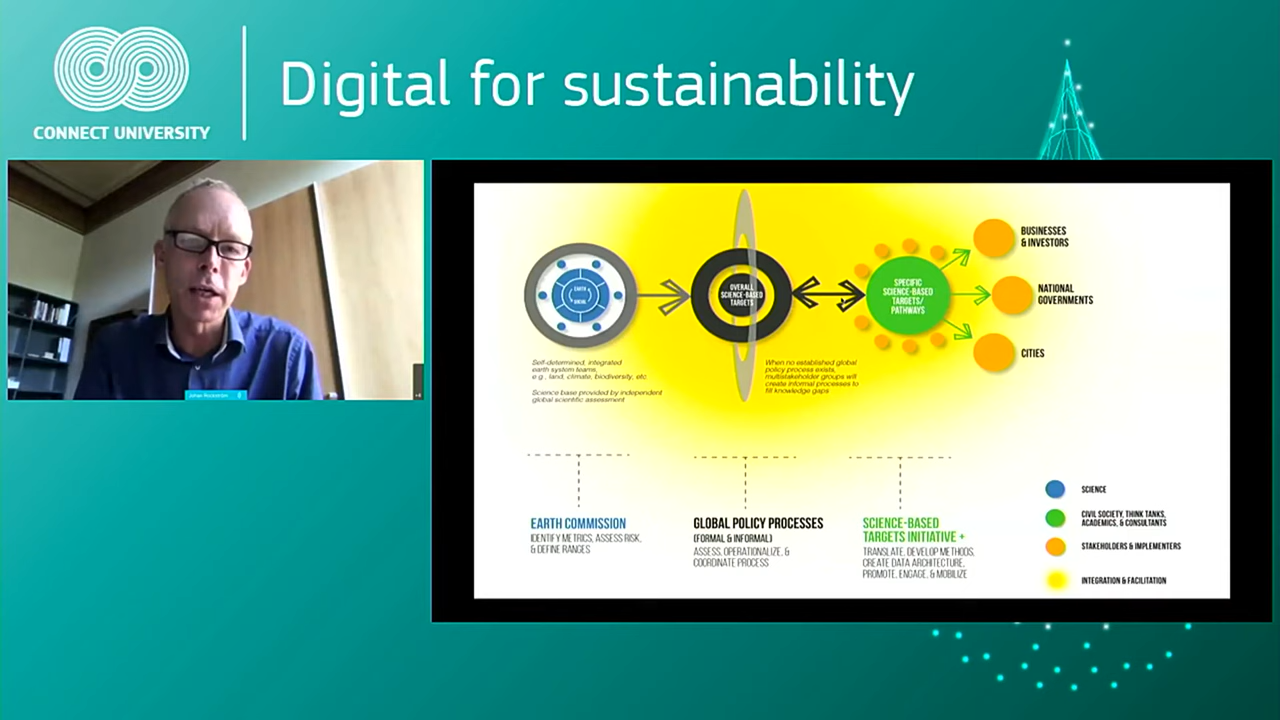 CONNECT UNIVERSITY
Digital for sustainability
Johan Rockström
EARTH
OVERALL
SCIENCE-BASED
TARGETS
SPECIFIC
SCIENCE-BASED
TARGETS/
PATHWAYS
BUSINESSES
& INVESTORS
NATIONAL
GOVERNMENTS
CITIES
Self-determined, integrated
earth system teams,
e.g., land, climate, biodiversity, etc.
Science base provided by independent
global scientific assessment
When no established global
policy process exists,
multistakeholder groups will
create informal processes to
fill knowledge gaps
EARTH COMMISSION
IDENTIFY METRICS, ASSESS RISK,
& DEFINE RANGES
GLOBAL POLICY PROCESSES
(FORMAL & INFORMAL)
ASSESS, OPERATIONALIZE, &
COORDINATE PROCESS
SCIENCE-BASED
TARGETS INITIATIVE +
TRANSLATE, DEVELOP METHODS,
CREATE DATA ARCHITECTURE,
PROMOTE, ENGAGE, & MOBILIZE
SCIENCE
CIVIL SOCIETY, THINK TANKS,
ACADEMICS, & CONSULTANTS
STAKEHOLDERS & IMPLEMENTERS
INTEGRATION & FACILITATION